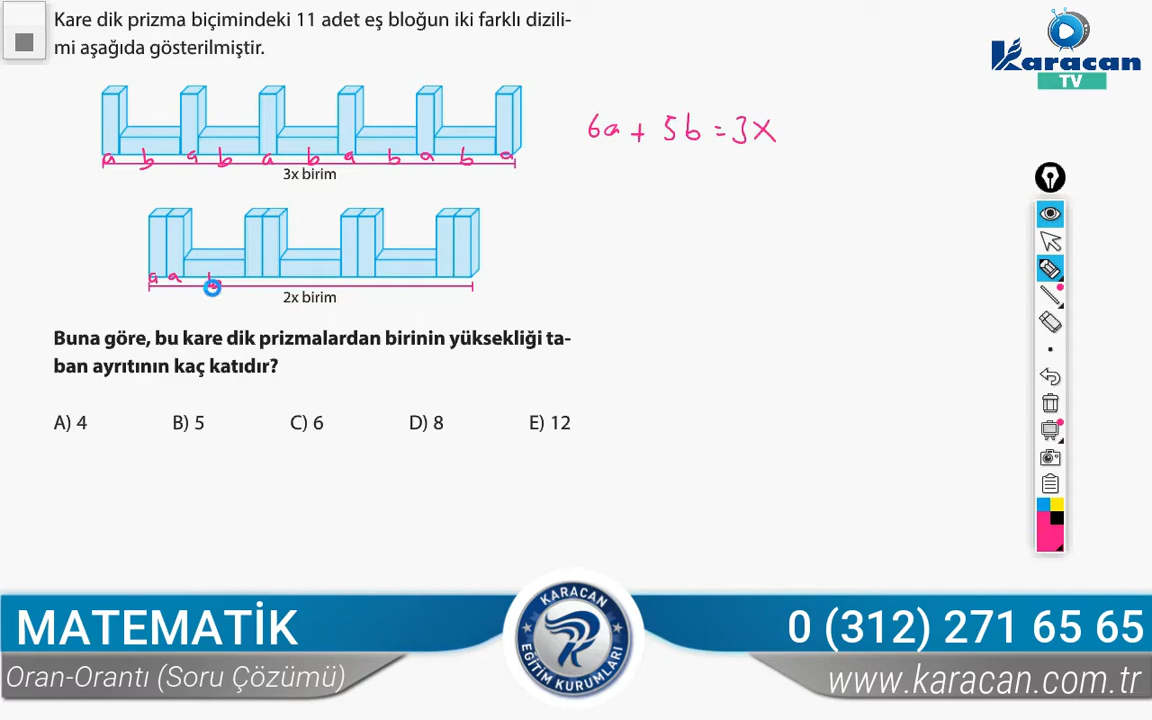 Kare dik prizma biçimindeki 11 adet eş bloğun iki farklı dizili-
mi aşağıda gösterilmiştir.
Karacan
TV
6a + 5b = 3x
a b a b a b a b a b a
3x birim
a a b
2x birim
Buna göre, bu kare dik prizmalardan birinin yüksekliği ta-
ban ayrıtının kaç katıdır?
A) 4 B) 5 C) 6 D) 8 E) 12
MATEMATİK
Oran-Orantı (Soru Çözümü)
KARACAN
EĞİTİM KURUMLARI
0 (312) 271 65 65
www.karacan.com.tr